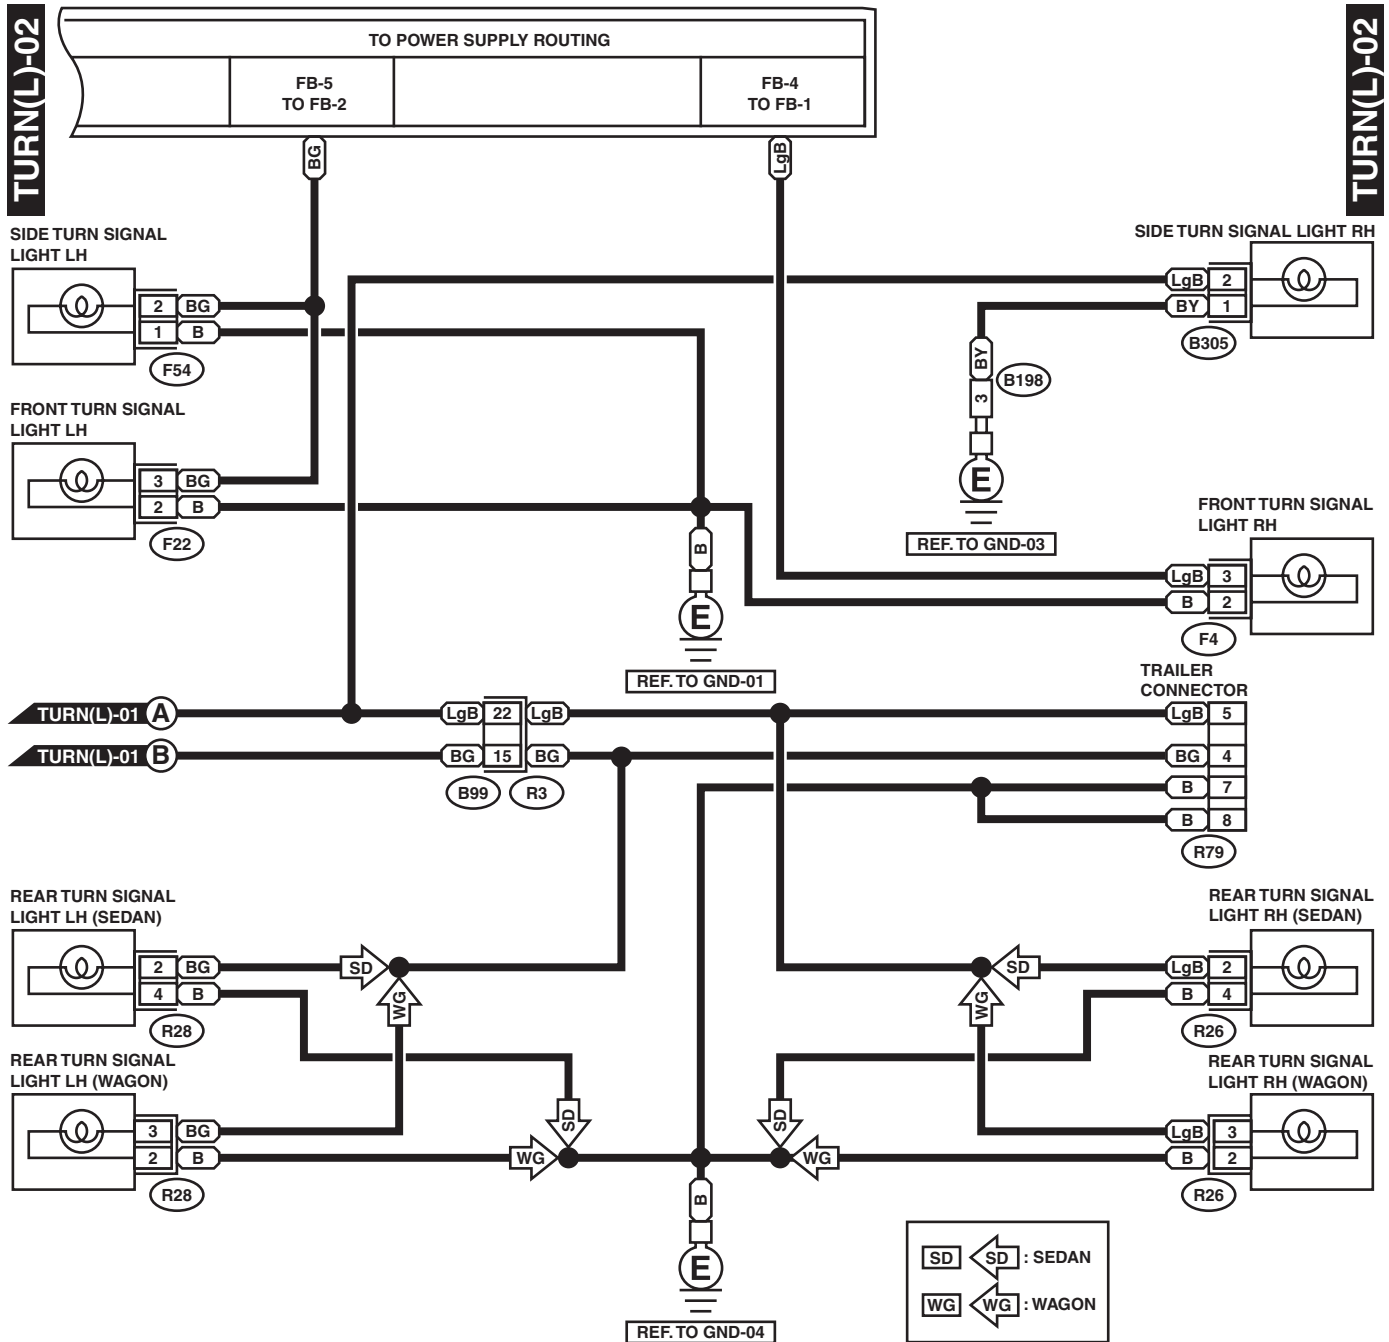 TURN(L)-02
TURN(L)-02
TO POWER SUPPLY ROUTING
FB-5
TO FB-2
FB-4
TO FB-1
BG
LgB
SIDE TURN SIGNAL
LIGHT LH
2 BG
1 B
F54
SIDE TURN SIGNAL LIGHT RH
LgB 2
BY 1
B305
BY
3
B198
E
REF. TO GND-03
FRONT TURN SIGNAL
LIGHT LH
3 BG
2 B
F22
B
E
REF. TO GND-01
FRONT TURN SIGNAL
LIGHT RH
LgB 3
B 2
F4
TURN(L)-01 A
TURN(L)-01 B
LgB 22 LgB
BG 15 BG
B99 R3
TRAILER
CONNECTOR
LgB 5
BG 4
B 7
B 8
R79
REAR TURN SIGNAL
LIGHT LH (SEDAN)
2 BG
4 B
R28
SD
WG
REAR TURN SIGNAL
LIGHT RH (SEDAN)
SD
LgB 2
B 4
R26
WG
REAR TURN SIGNAL
LIGHT LH (WAGON)
3 BG
2 B
R28
SD
WG
SD
WG
REAR TURN SIGNAL
LIGHT RH (WAGON)
LgB 3
B 2
R26
B
E
REF. TO GND-04
SD SD : SEDAN
WG WG : WAGON